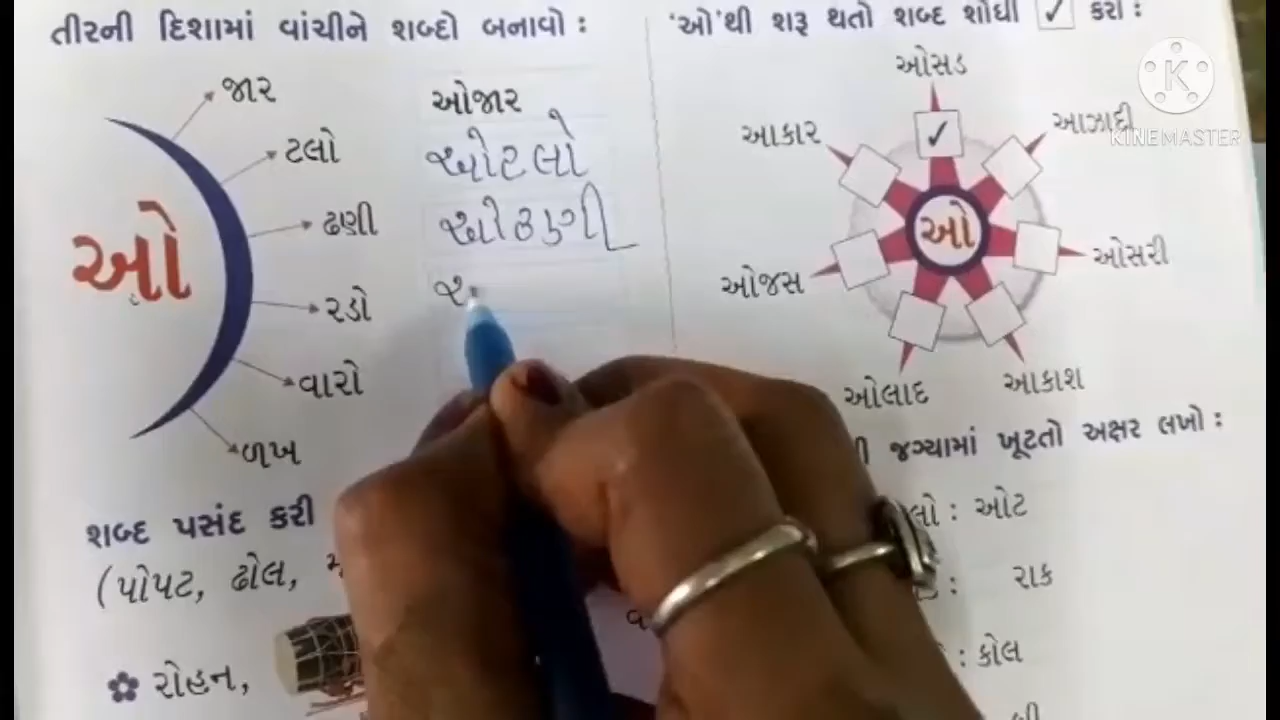 તીરની દિશામાં વાંચીને શબ્દો બનાવો :
ઓ
જાર
ટલો
ઢણી
રડો
વારો
ળખ
ઓજાર
ઓટલો
ઓઢણી
શબ્દ પસંદ કરી
(પોપટ, ઢોલ,
રોહન,
'ઓ'થી શરૂ થતો શબ્દ શોધી ✓ કરો :
ઓસડ
આકાર
આઝાદી
✓
ઓ
ઓજસ
ઓસરી
ઓલાદ
આકાશ
જગ્યામાં ખૂટતો અક્ષર લખો :
લો : ઓટ
: રાક
: કોલ
K
KINEMASTER